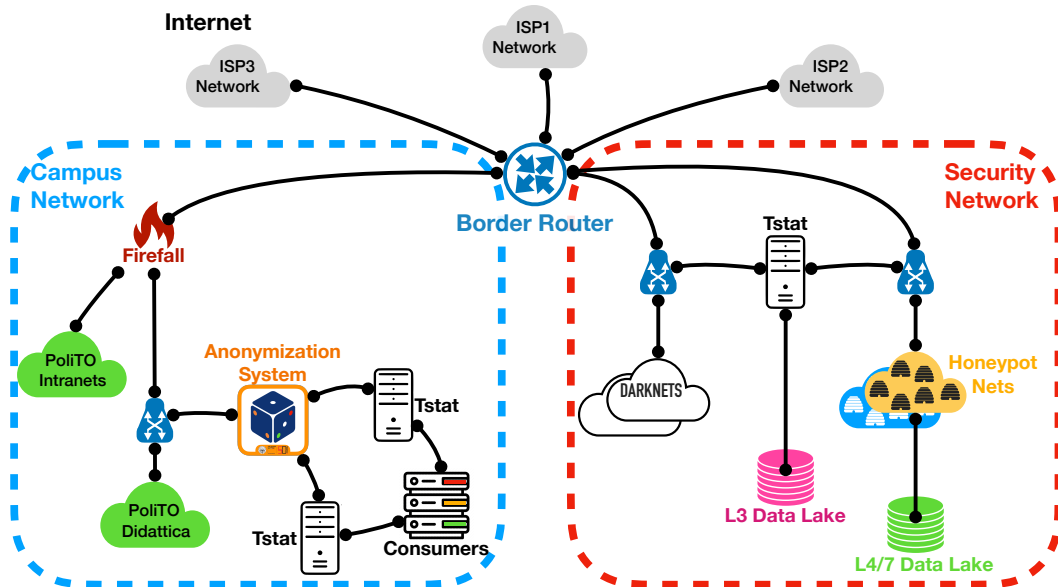 Internet
ISP1
Network
ISP3
Network
ISP2
Network
Campus
Network
Security
Network
Border Router
Firefall
Tstat
PoliTO
Intranets
Anonymization
System
Tstat
DARKNETS
Honeypot
Nets
PoliTO
Didattica
Tstat
Consumers
L3 Data Lake
L4/7 Data Lake